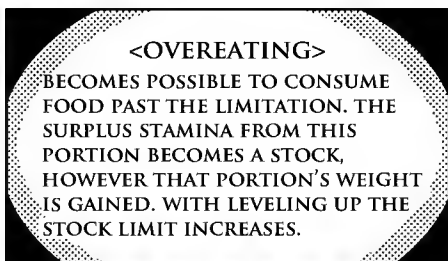 <OVEREATING>
BECOMES POSSIBLE TO CONSUME
FOOD PAST THE LIMITATION. THE
SURPLUS STAMINA FROM THIS
PORTION BECOMES A STOCK,
HOWEVER THAT PORTION'S WEIGHT
IS GAINED. WITH LEVELING UP THE
STOCK LIMIT INCREASES.